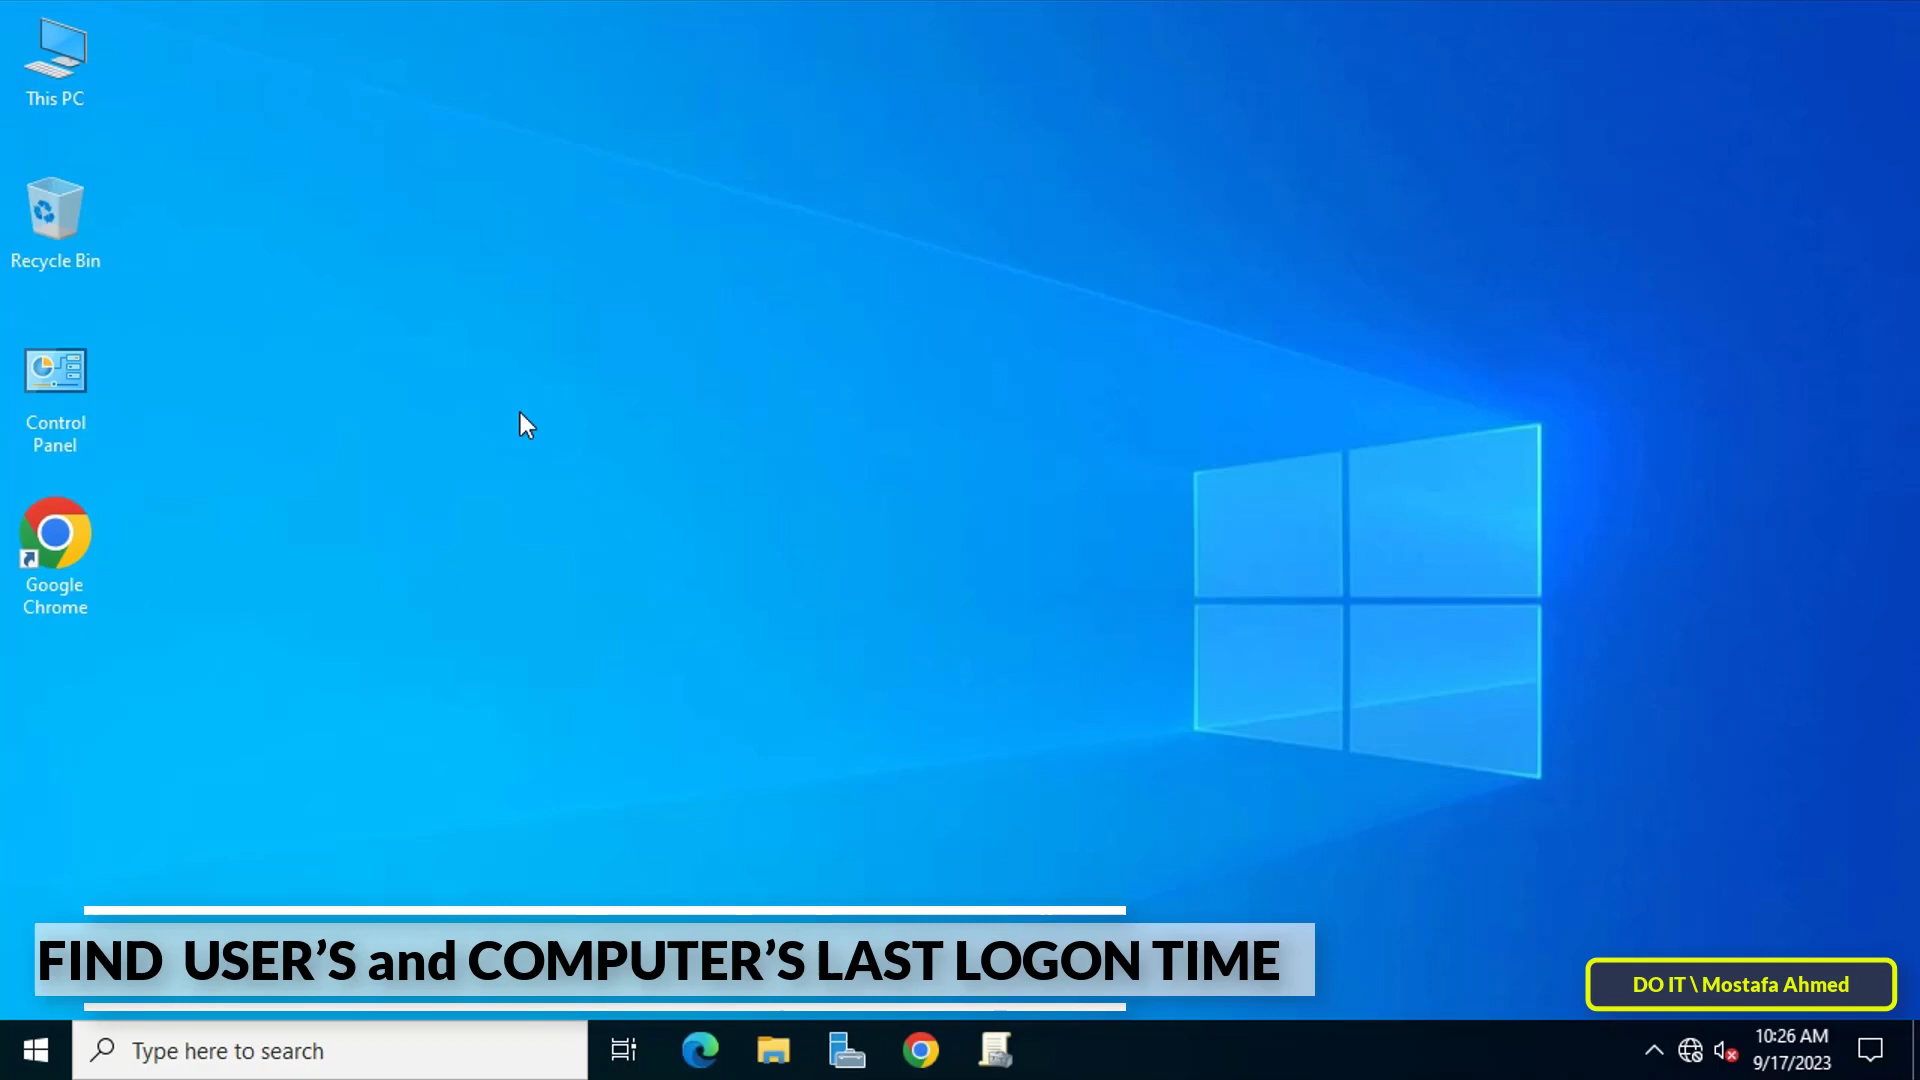 This PC
Recycle Bin
Control
Panel
Google
Chrome
FIND USER’S and COMPUTER’S LAST LOGON TIME
DO IT \ Mostafa Ahmed
Type here to search
10:26 AM
9/17/2023